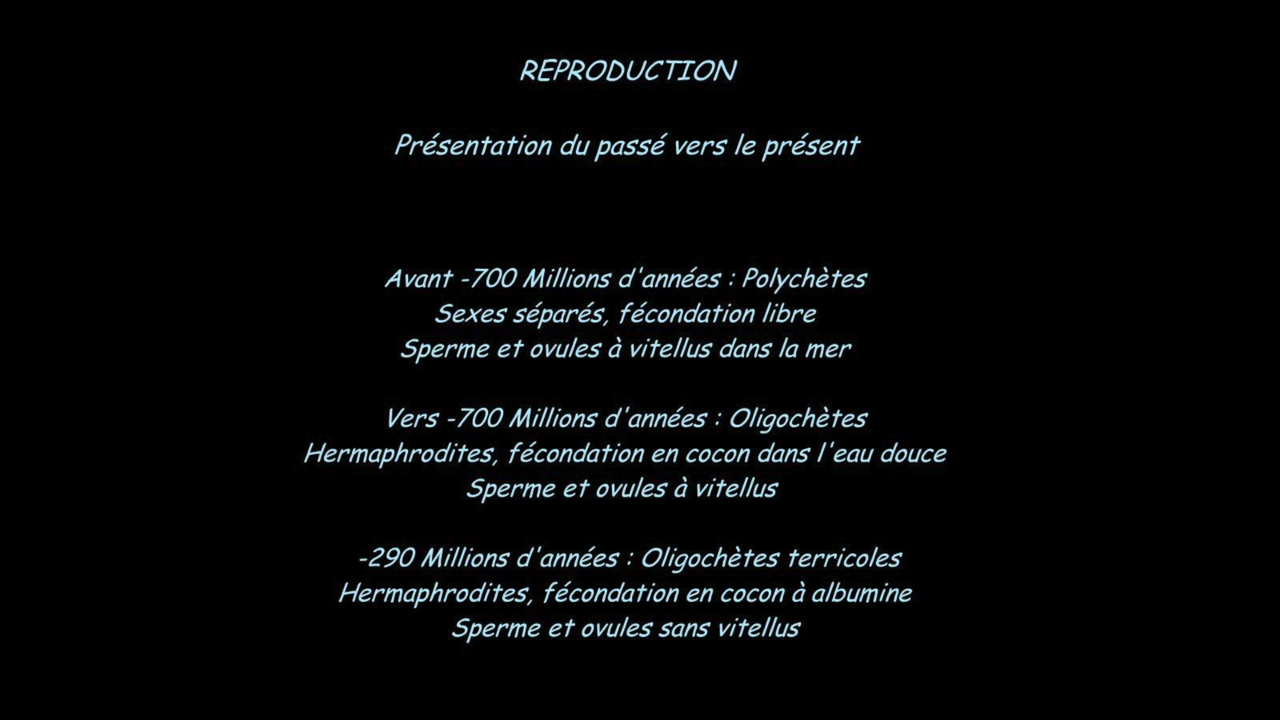 REPRODUCTION
Présentation du passé vers le présent
Avant -700 Millions d'années : Polychètes
Sexes séparés, fécondation libre
Sperme et ovules à vitellus dans la mer
Vers -700 Millions d'années : Oligochètes
Hermaphrodites, fécondation en cocon dans l'eau douce
Sperme et ovules à vitellus
-290 Millions d'années : Oligochètes terricoles
Hermaphrodites, fécondation en cocon à albumine
Sperme et ovules sans vitellus